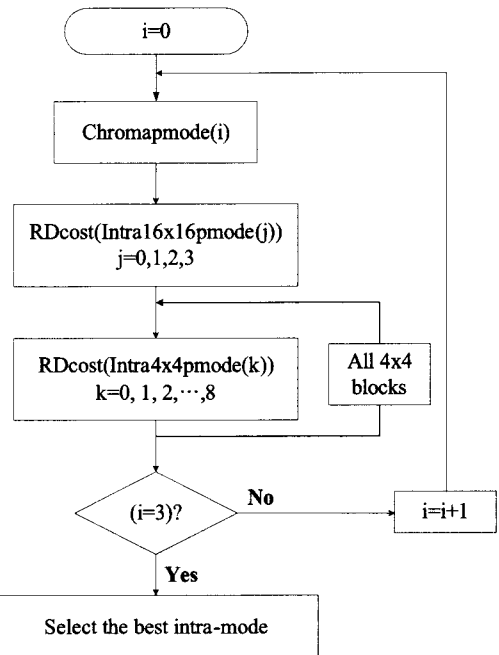 i=0
Chromapmode(i)
RDcost(Intra16x16pmode(j))
j=0,1,2,3
RDcost(Intra4x4pmode(k))
k=0, 1, 2,⋯,8
All 4x4
blocks
(i=3)?
No
i=i+1
Yes
Select the best intra-mode